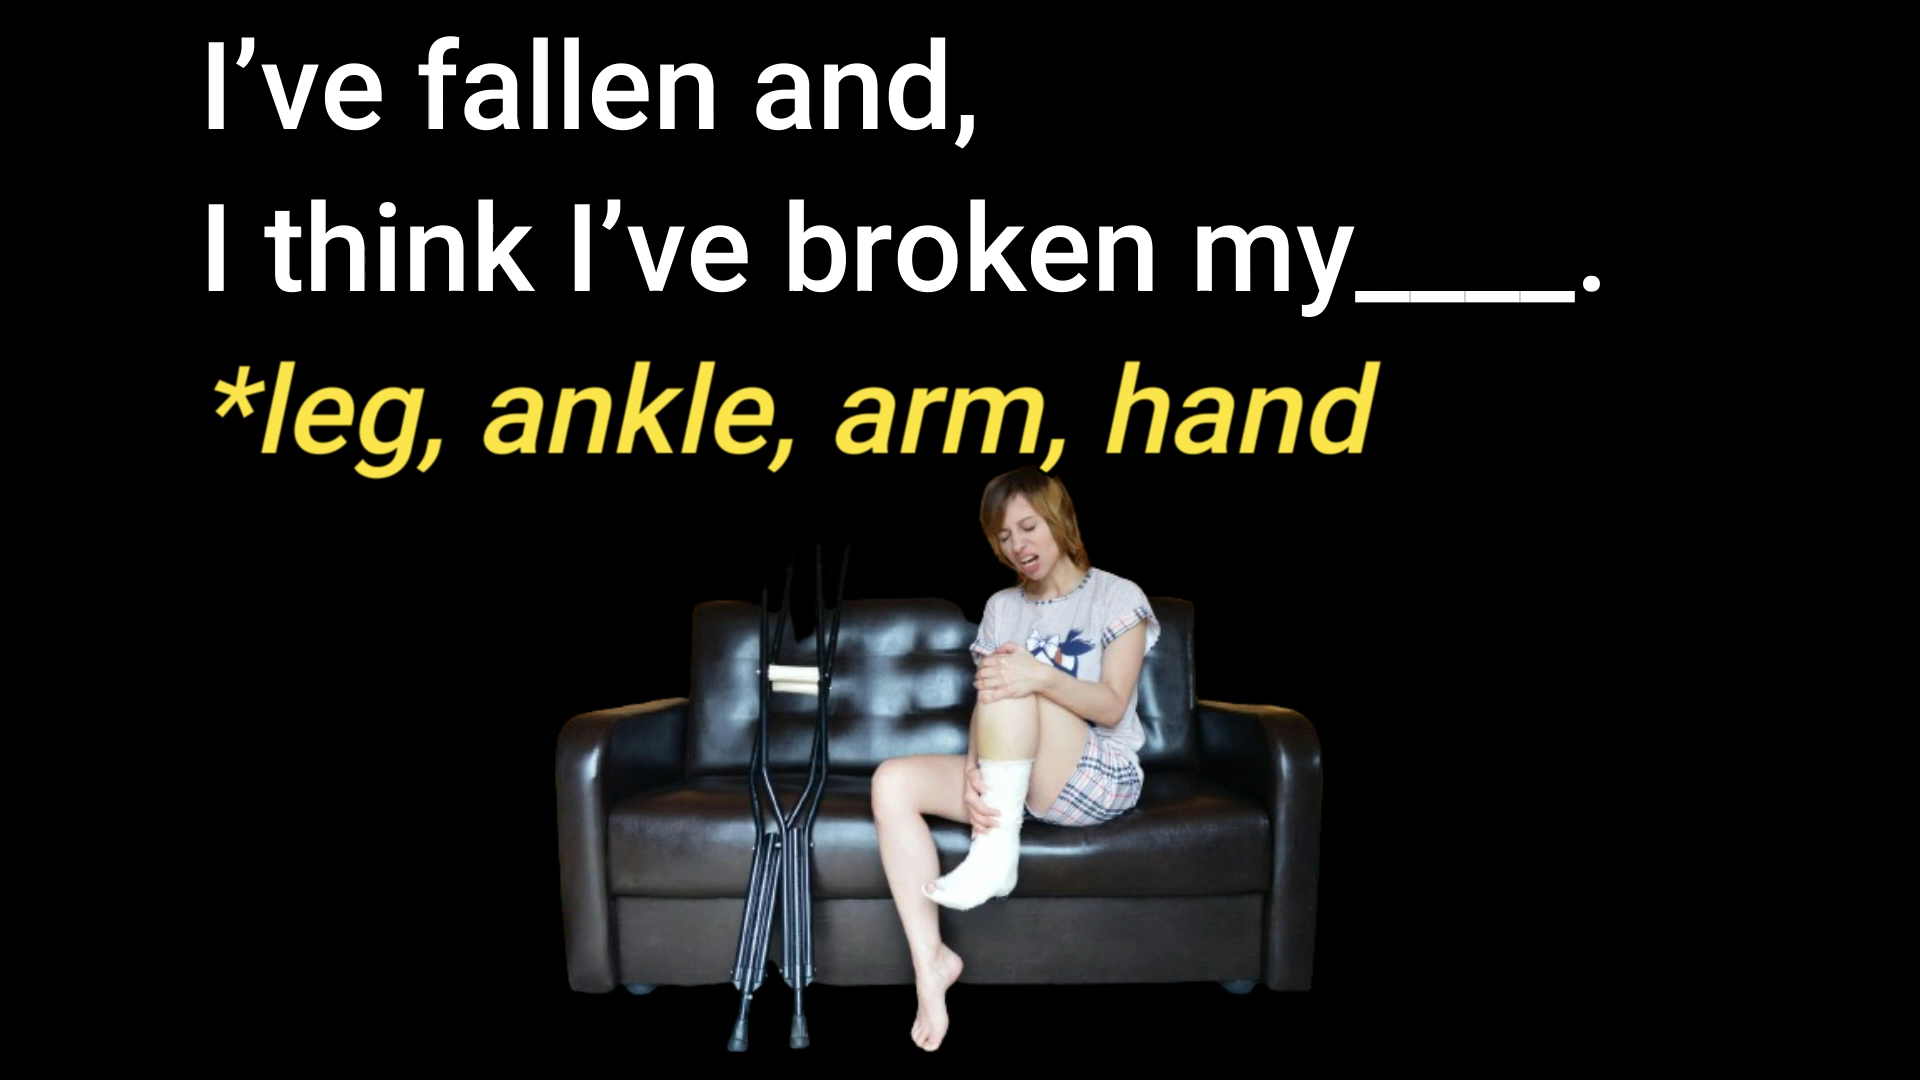 I’ve fallen and,
I think I’ve broken my____.
*leg, ankle, arm, hand